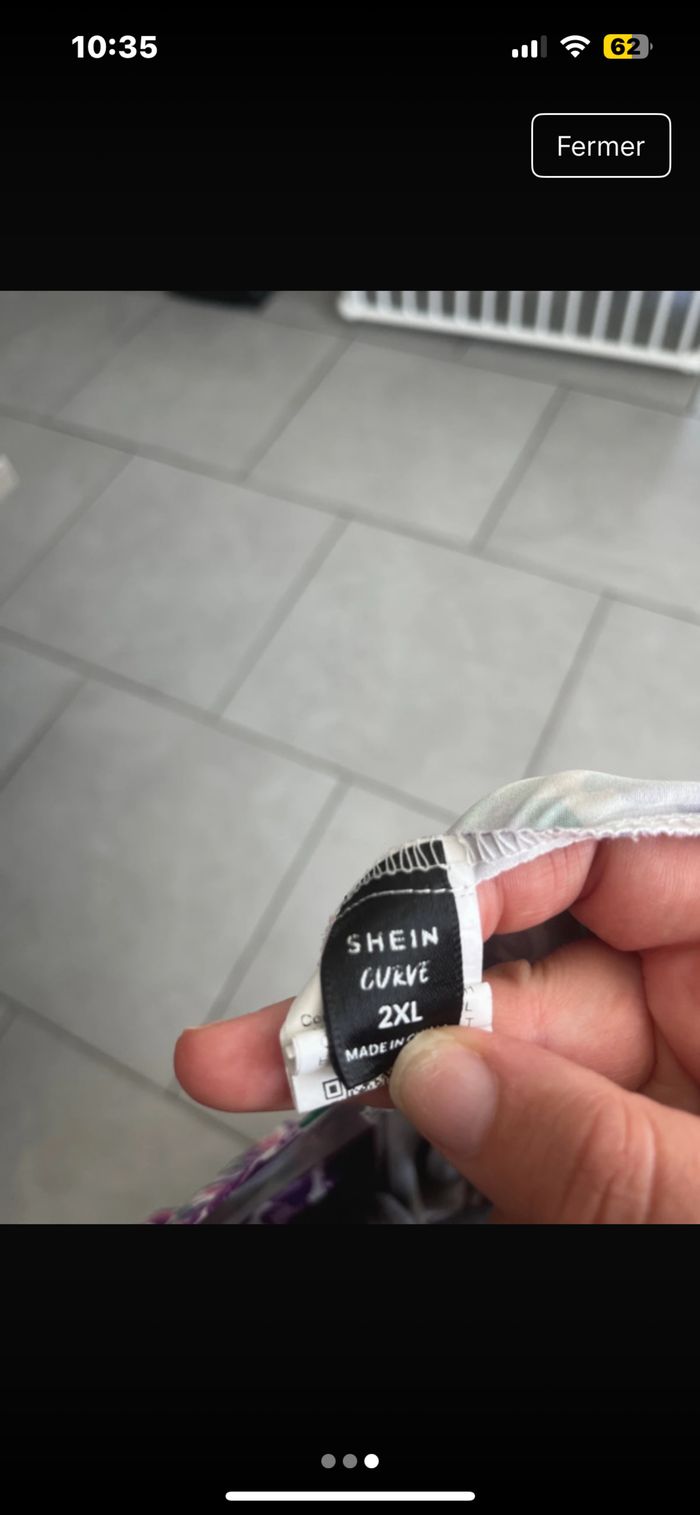 10:35
62
Fermer
SHEIN
CURVE
2XL
MADE IN